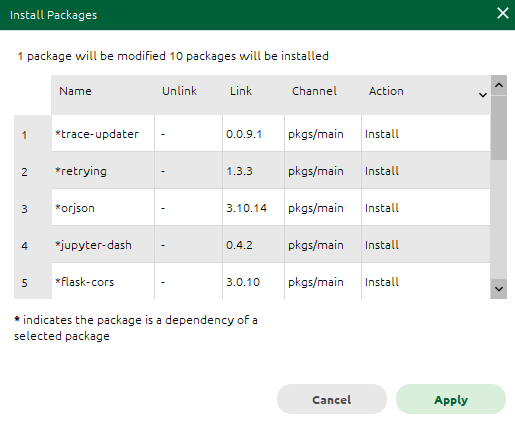 Install Packages
1 package will be modified 10 packages will be installed
Name Unlink Link Channel Action
1 *trace-updater - 0.0.9.1 pkgs/main Install
2 *retrying - 1.3.3 pkgs/main Install
3 *orjson - 3.10.14 pkgs/main Install
4 *jupyter-dash - 0.4.2 pkgs/main Install
5 *flask-cors - 3.0.10 pkgs/main Install
* indicates the package is a dependency of a
selected package
Cancel Apply